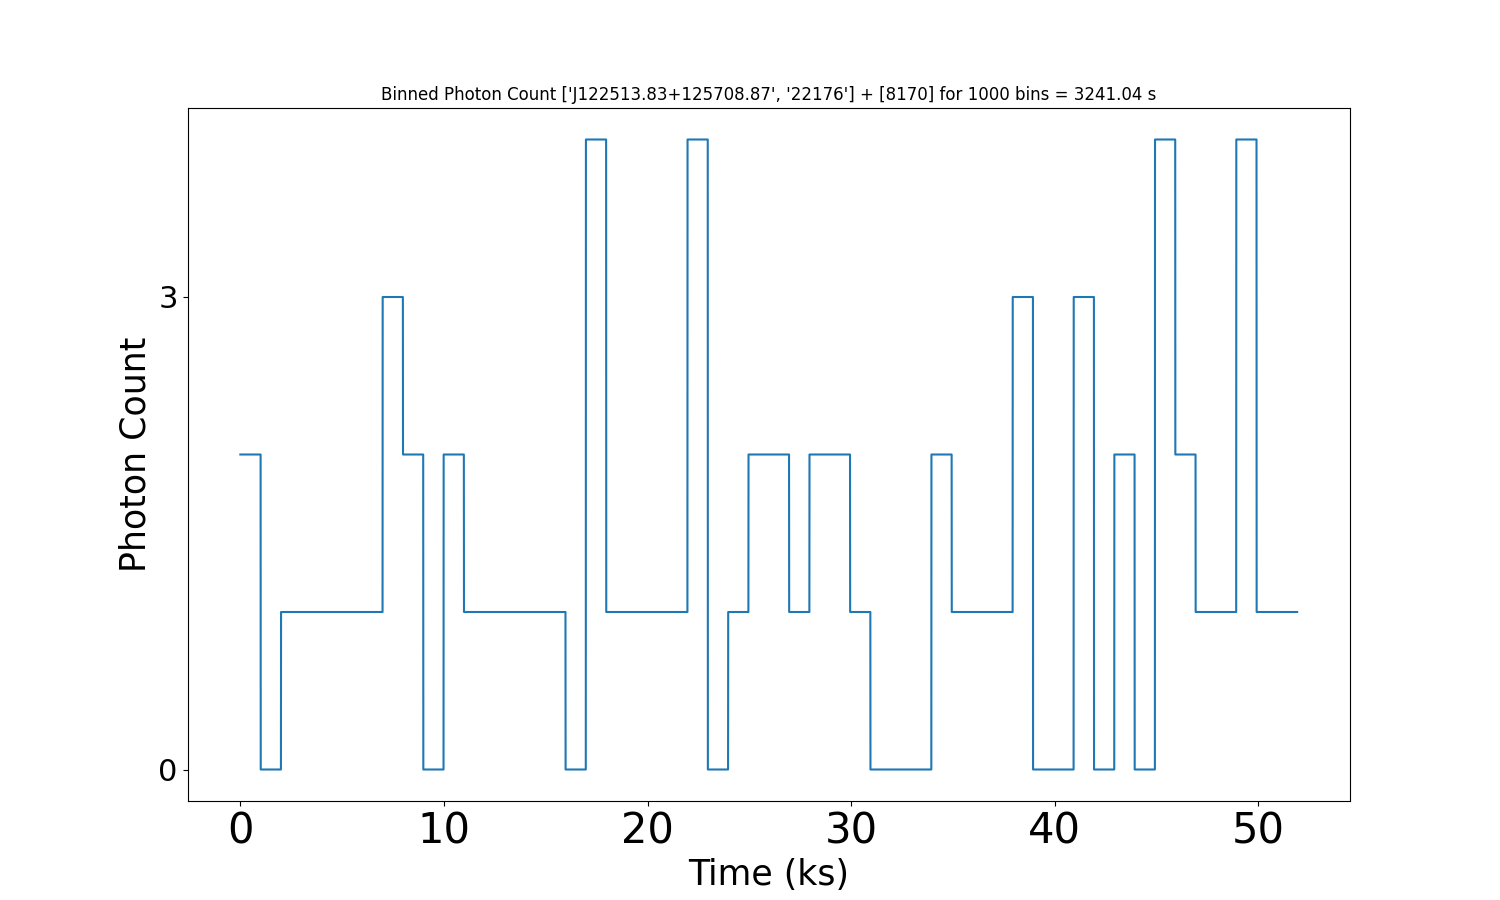 Binned Photon Count ['J122513.83+125708.87', '22176'] + [8170] for 1000 bins = 3241.04 s
Photon Count
3
0
0 10 20 30 40 50
Time (ks)